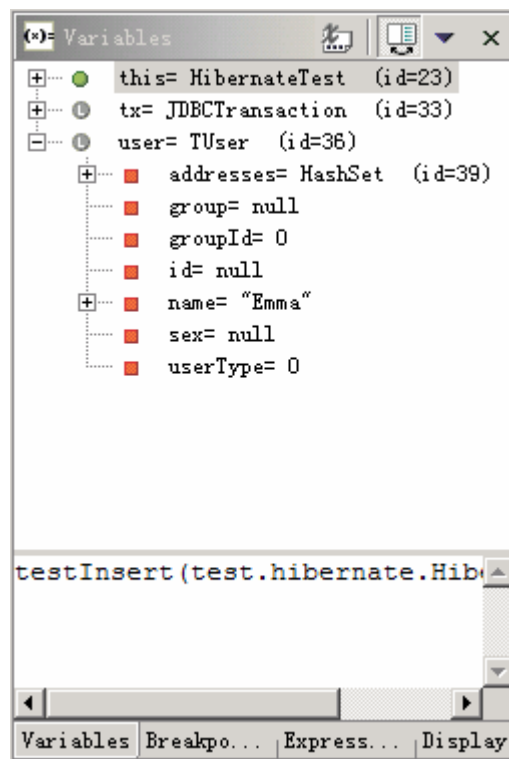 (x)= Variables
this= HibernateTest (id=23)
tx= JDBCTransaction (id=33)
user= TUser (id=36)
addresses= HashSet (id=39)
group= null
groupId= 0
id= null
name= "Emma"
sex= null
userType= 0
testInsert(test.hibernate.Hibe
Variables Breakpo... Express... Display